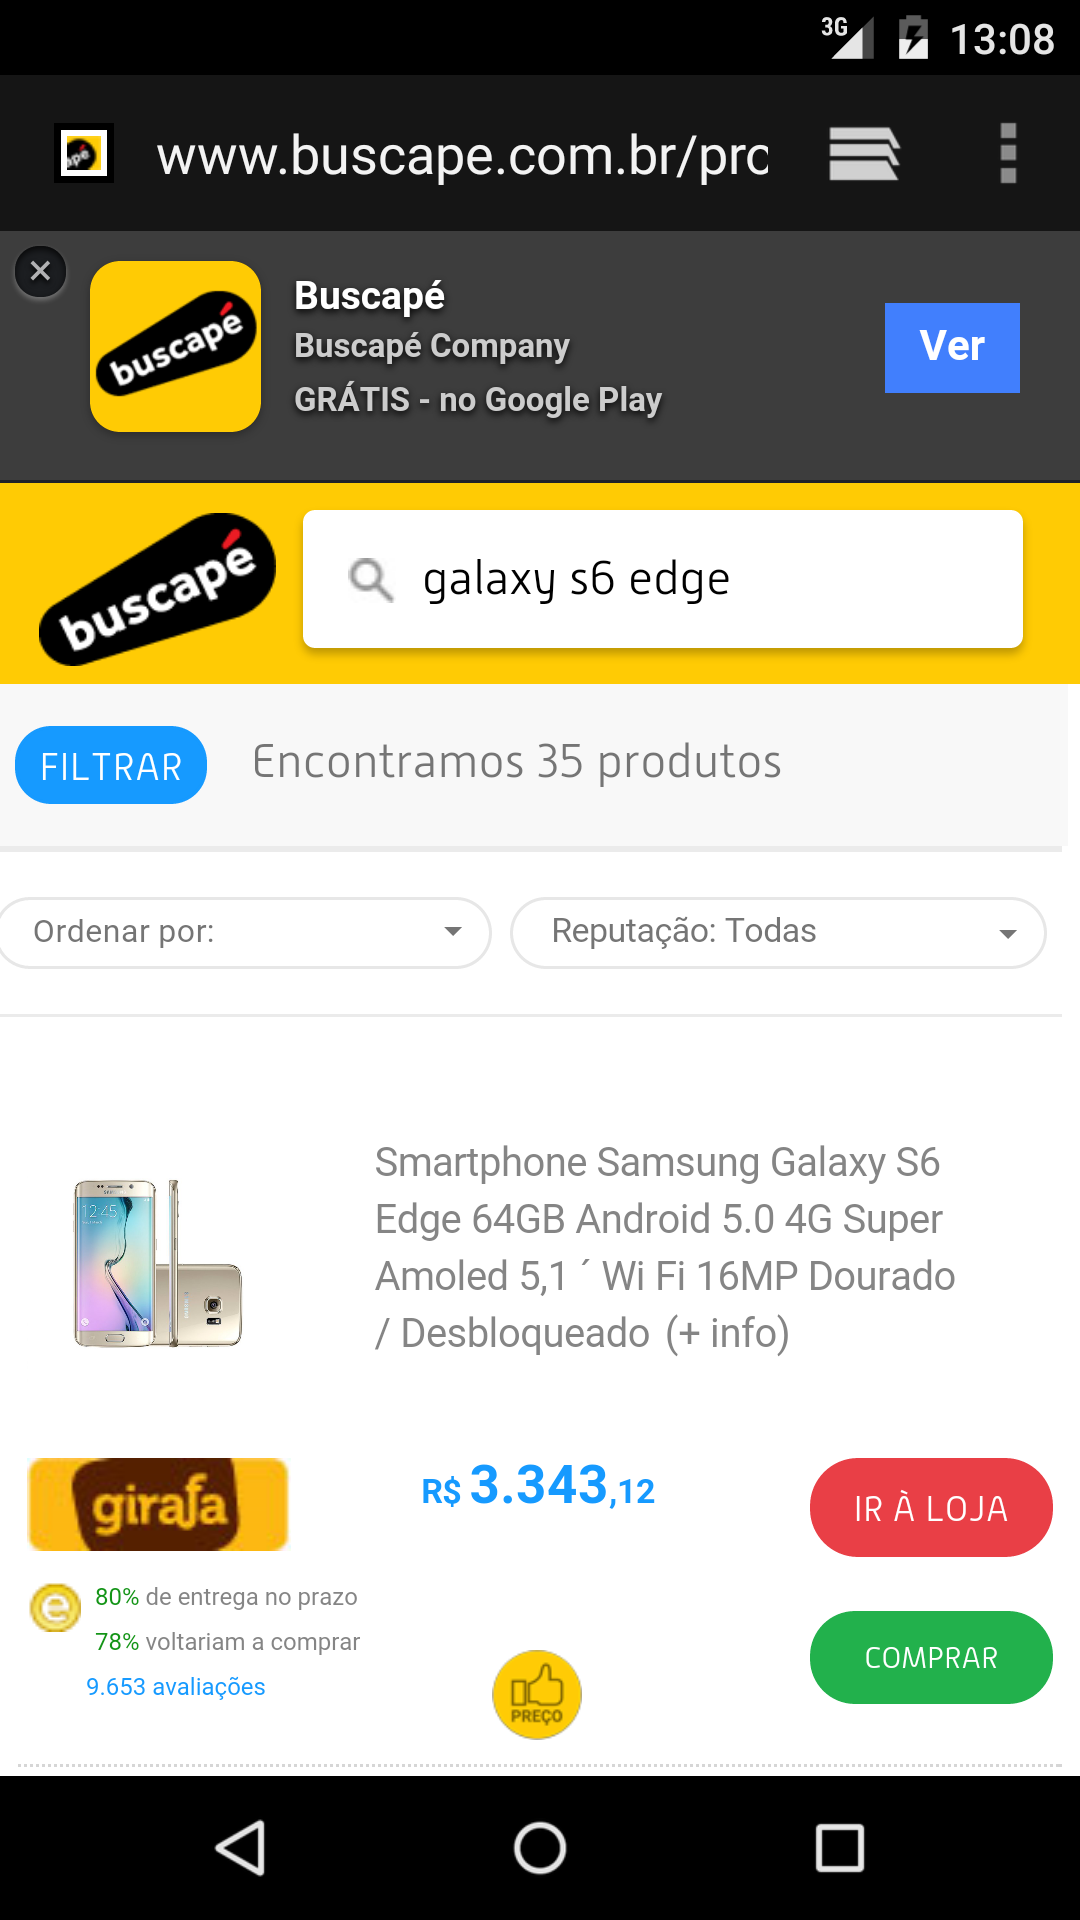 3G 13:08
www.buscape.com.br/pro
buscapé
Buscapé
Buscapé Company
GRÁTIS - no Google Play
Ver
buscapé
galaxy s6 edge
FILTRAR
Encontramos 35 produtos
Ordenar por:
Reputação: Todas
Smartphone Samsung Galaxy S6
Edge 64GB Android 5.0 4G Super
Amoled 5,1 ´ Wi Fi 16MP Dourado
/ Desbloqueado (+ info)
12:45
girafa
R$ 3.343,12
IR À LOJA
e
80% de entrega no prazo
78% voltariam a comprar
9.653 avaliações
PREÇO
COMPRAR